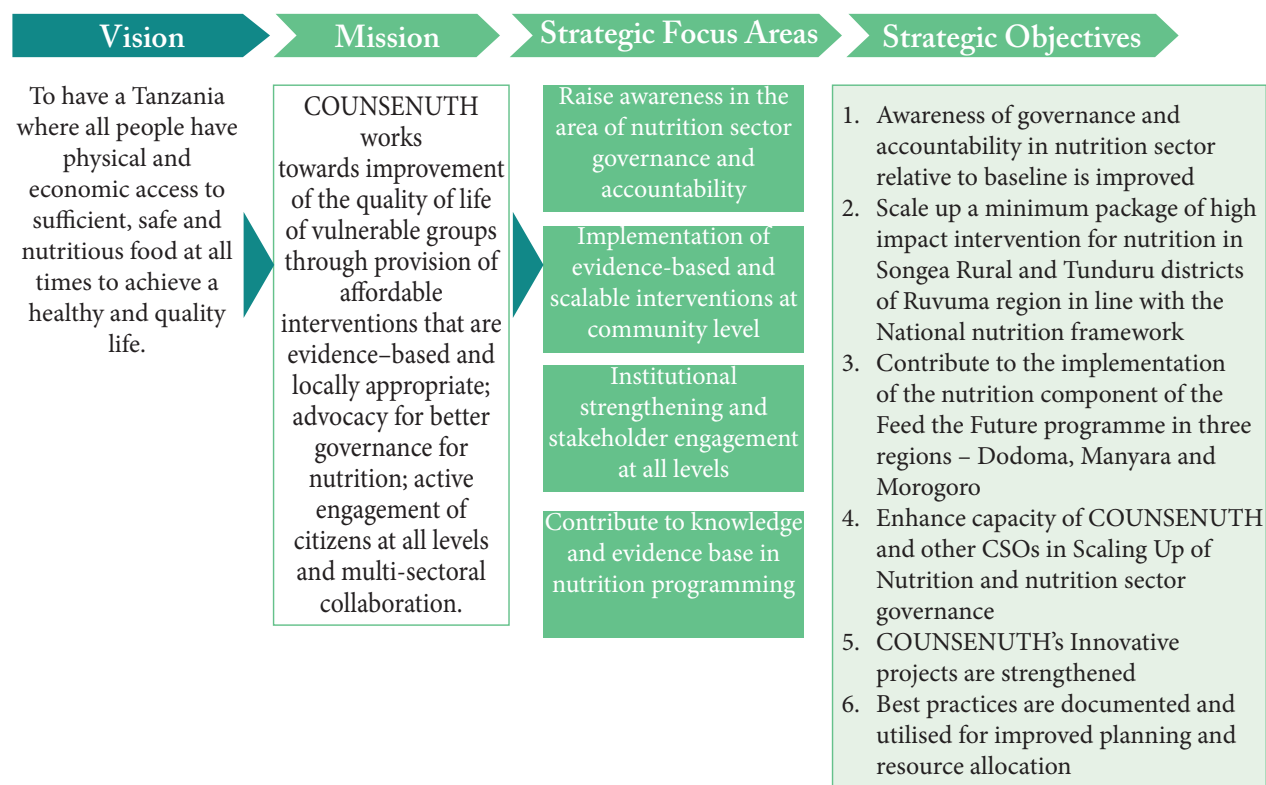 Vision
Mission
Strategic Focus Areas
Strategic Objectives
To have a Tanzania
where all people have
physical and
economic access to
sufficient, safe and
nutritious food at all
times to achieve a
healthy and quality
life.
COUNSENUTH
works
towards improvement
of the quality of life
of vulnerable groups
through provision of
affordable
interventions that are
evidence–based and
locally appropriate;
advocacy for better
governance for
nutrition; active
engagement of
citizens at all levels
and multi-sectoral
collaboration.
Raise awareness in the
area of nutrition sector
governance and
accountability
Implementation of
evidence-based and
scalable interventions at
community level
Institutional
strengthening and
stakeholder engagement
at all levels
Contribute to knowledge
and evidence base in
nutrition programming
1. Awareness of governance and
accountability in nutrition sector
relative to baseline is improved
2. Scale up a minimum package of high
impact intervention for nutrition in
Songea Rural and Tunduru districts
of Ruvuma region in line with the
National nutrition framework
3. Contribute to the implementation
of the nutrition component of the
Feed the Future programme in three
regions – Dodoma, Manyara and
Morogoro
4. Enhance capacity of COUNSENUTH
and other CSOs in Scaling Up of
Nutrition and nutrition sector
governance
5. COUNSENUTH's Innovative
projects are strengthened
6. Best practices are documented and
utilised for improved planning and
resource allocation